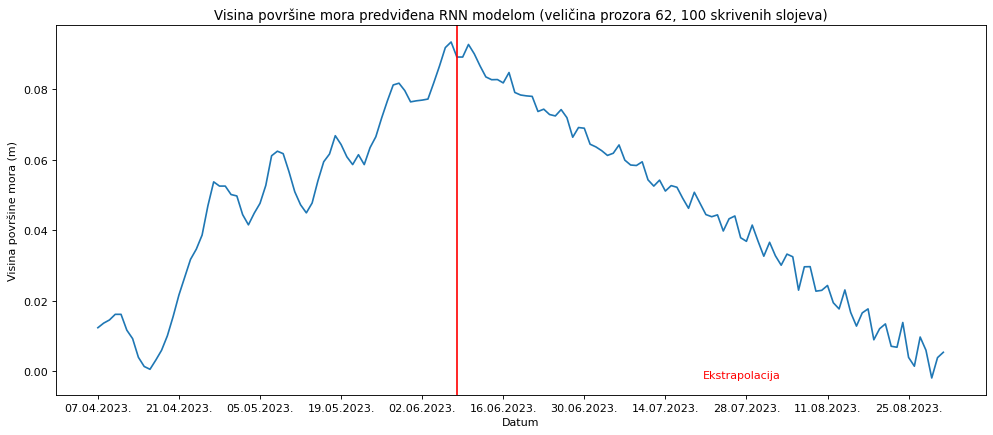 Visina površine mora predviđena RNN modelom (veličina prozora 62, 100 skrivenih slojeva)
Visina površine mora (m)
0.08
0.06
0.04
0.02
0.00
Ekstrapolacija
07.04.2023. 21.04.2023. 05.05.2023. 19.05.2023. 02.06.2023. 16.06.2023. 30.06.2023. 14.07.2023. 28.07.2023. 11.08.2023. 25.08.2023.
Datum